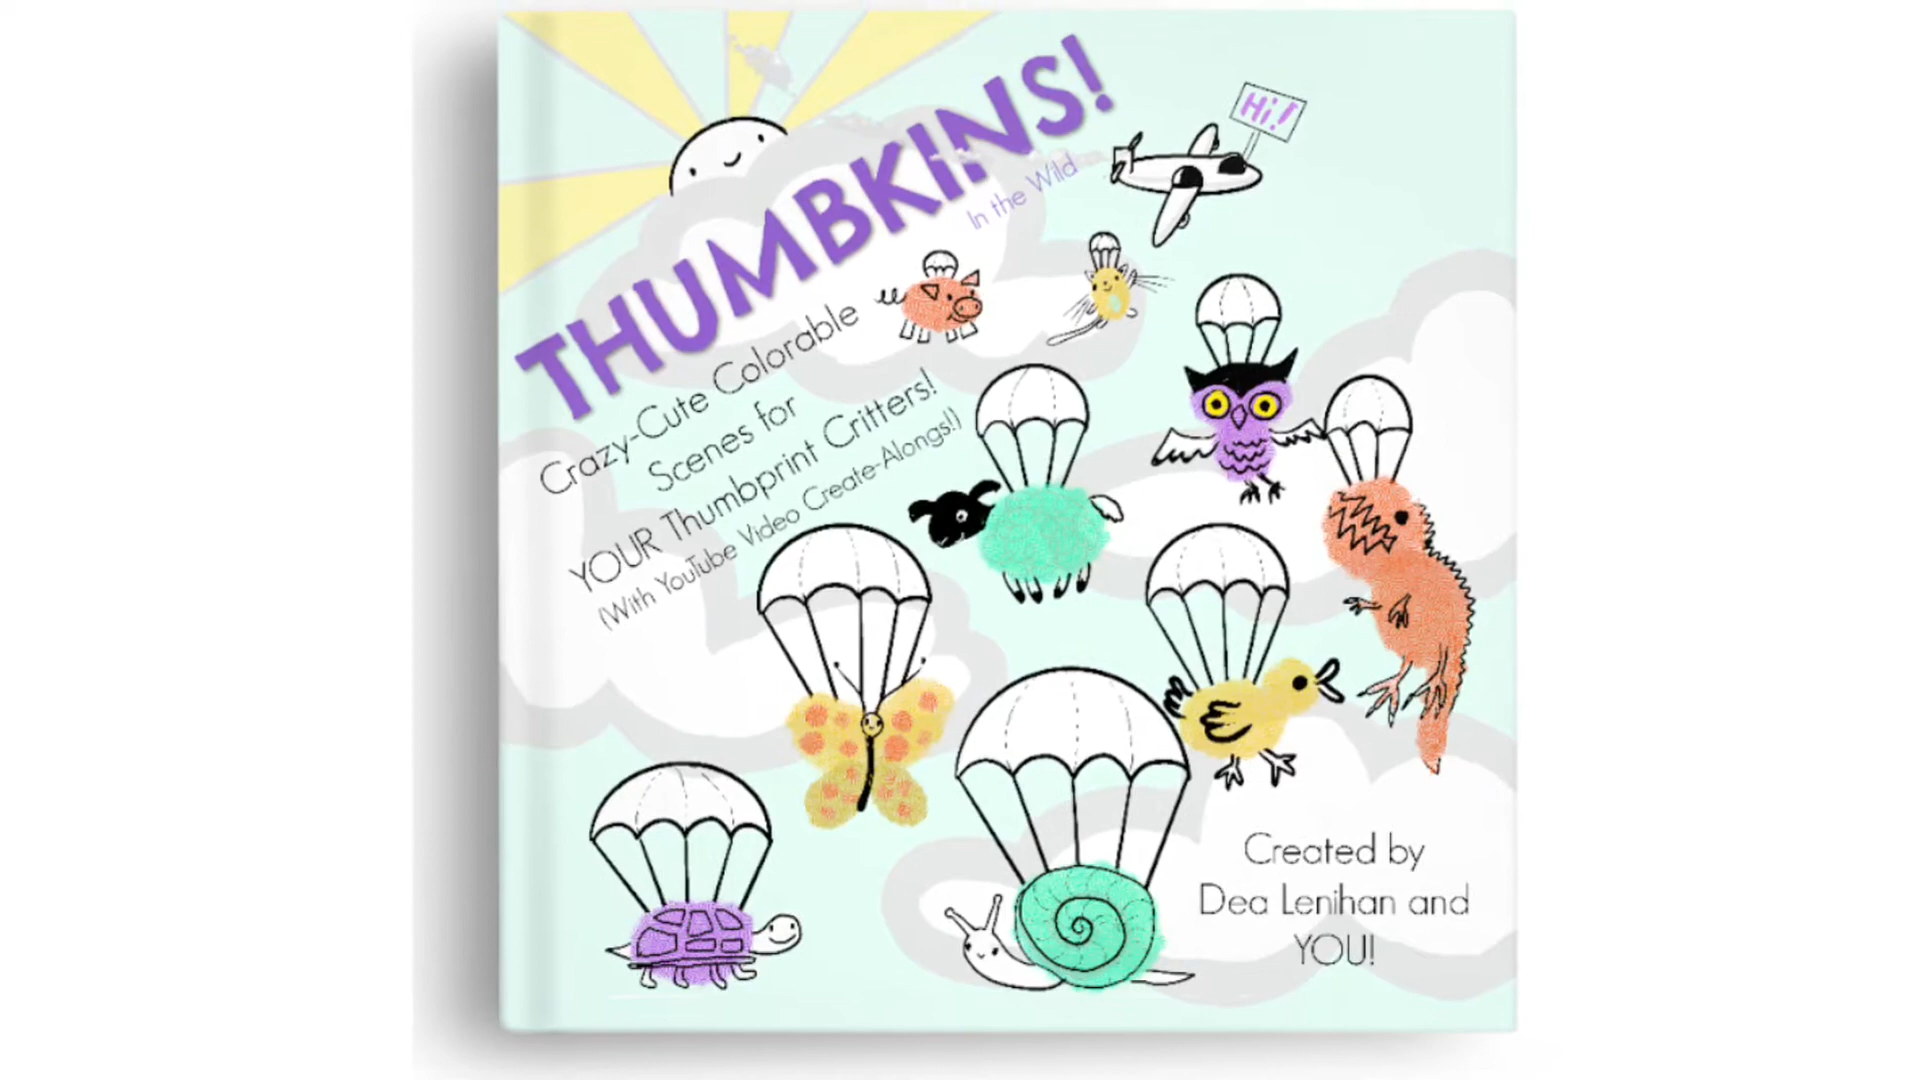 THUMBKINS!
In the Wild
Hi!
Crazy-Cute Colorable
Scenes for
YOUR Thumbprint Critters!
(With YouTube Video Create-Alongs!)
Created by
Dea Lenihan and
YOU!